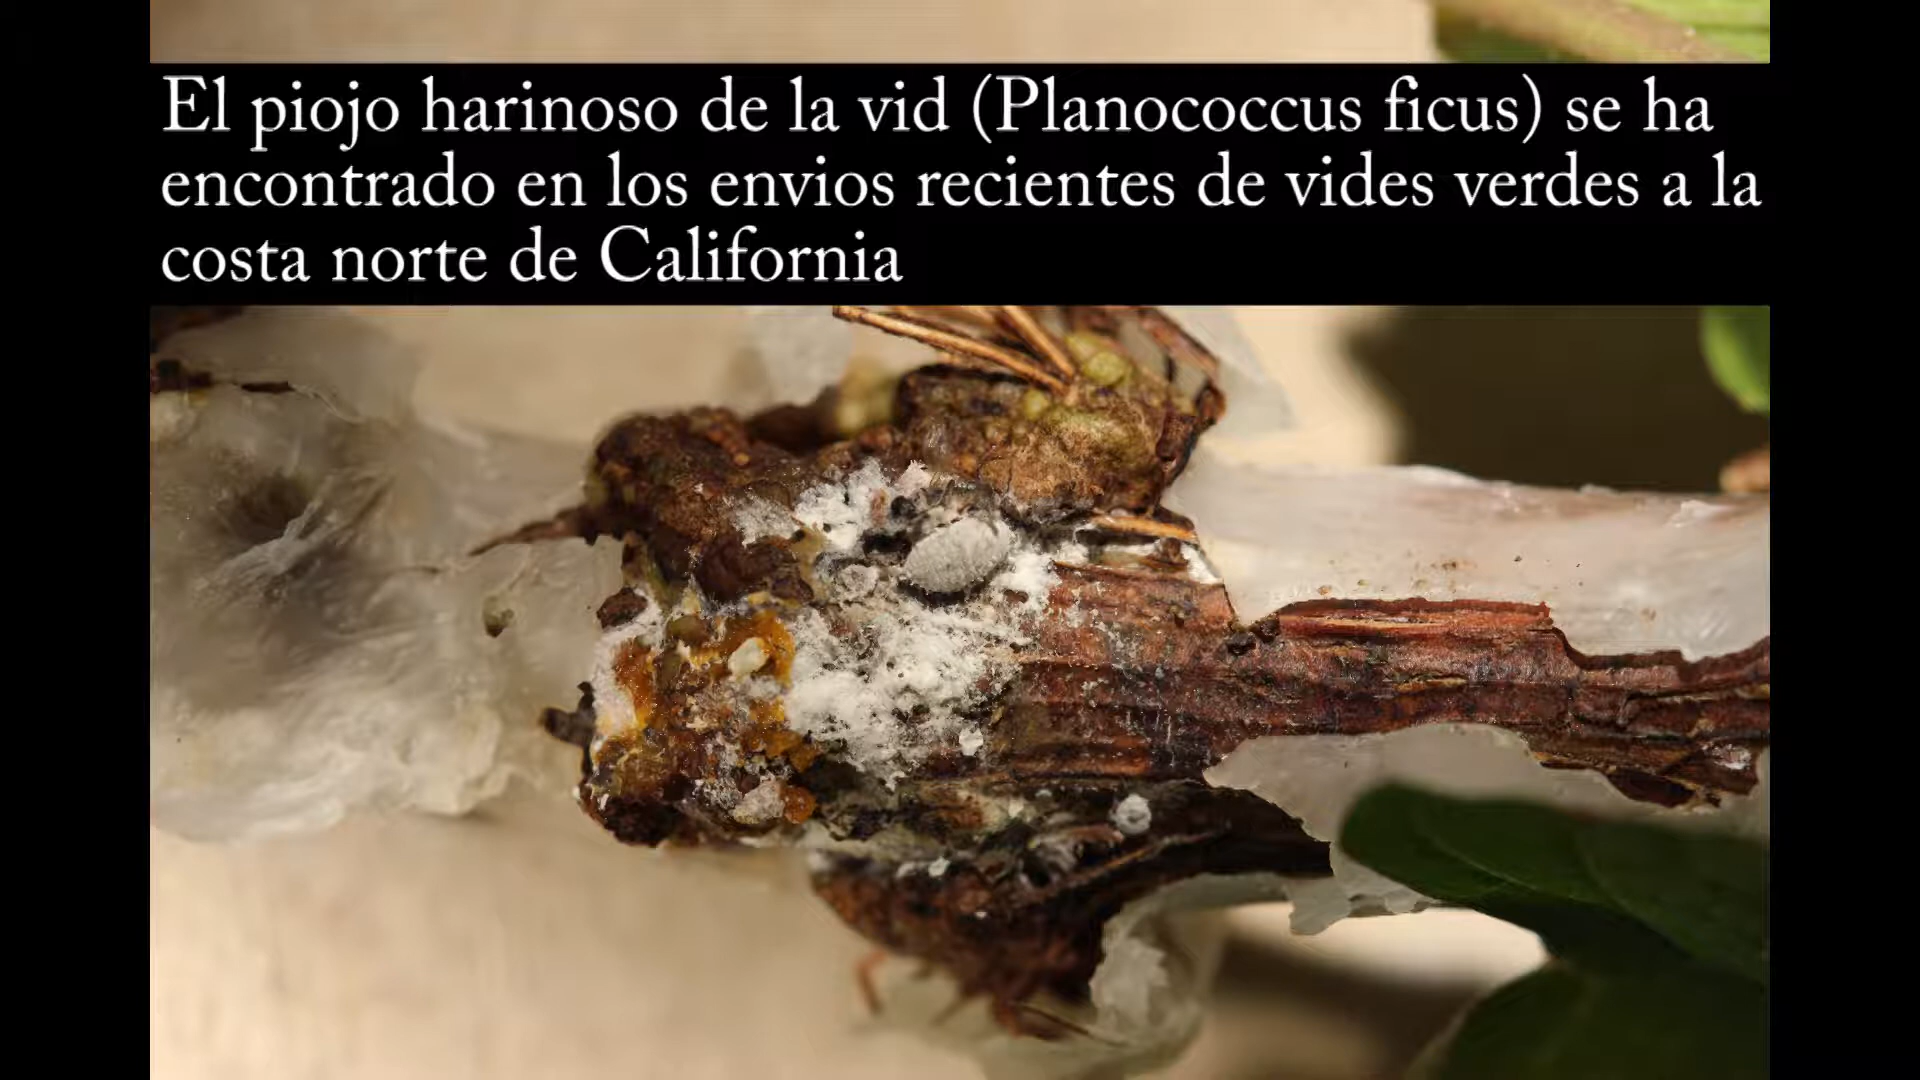 El piojo harinoso de la vid (Planococcus ficus) se ha
encontrado en los envios recientes de vides verdes a la
costa norte de California